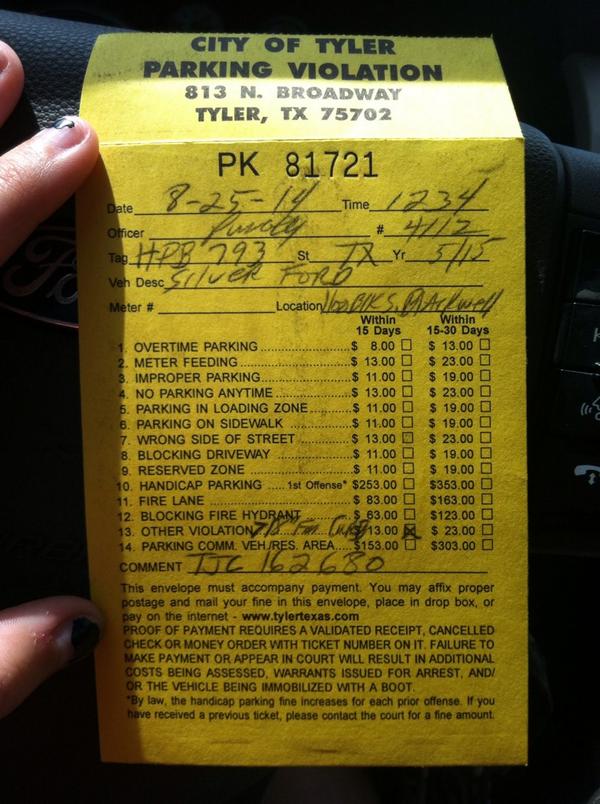 CITY OF TYLER
PARKING VIOLATION
813 N. BROADWAY
TYLER, TX 75702
PK 81721
Date 8-25-14 Time 1234
Officer Purdy # 4112
Tag HPB 793 St TX Yr 5/15
Veh Desc SILVER FORD
Meter # Location 100 BLK S.
Within 15 Days Within 15-30 Days
1. OVERTIME PARKING $ 8.00 $ 13.00
2. METER FEEDING $ 13.00 $ 23.00
3. IMPROPER PARKING $ 11.00 $ 19.00
4. NO PARKING ANYTIME $ 13.00 $ 23.00
5. PARKING IN LOADING ZONE $ 11.00 $ 19.00
6. PARKING ON SIDEWALK $ 11.00 $ 19.00
7. WRONG SIDE OF STREET $ 13.00 $ 23.00
8. BLOCKING DRIVEWAY $ 11.00 $ 19.00
9. RESERVED ZONE $ 11.00 $ 19.00
10. HANDICAP PARKING 1st Offense* $253.00 $353.00
11. FIRE LANE $ 83.00 $163.00
12. BLOCKING FIRE HYDRANT $ 63.00 $123.00
13. OTHER VIOLATION >18" Fm Curb $13.00 X $ 23.00
14. PARKING COMM. VEH/RES. AREA $153.00 $303.00
COMMENT TJC 162680
This envelope must accompany payment. You may affix proper
postage and mail your fine in this envelope, place in drop box, or
pay on the internet - www.tylertexas.com
PROOF OF PAYMENT REQUIRES A VALIDATED RECEIPT, CANCELLED
CHECK OR MONEY ORDER WITH TICKET NUMBER ON IT. FAILURE TO
MAKE PAYMENT OR APPEAR IN COURT WILL RESULT IN ADDITIONAL
COSTS BEING ASSESSED, WARRANTS ISSUED FOR ARREST, AND/
OR THE VEHICLE BEING IMMOBILIZED WITH A BOOT.
*By law, the handicap parking fine increases for each prior offense. If you
have received a previous ticket, please contact the court for a fine amount.